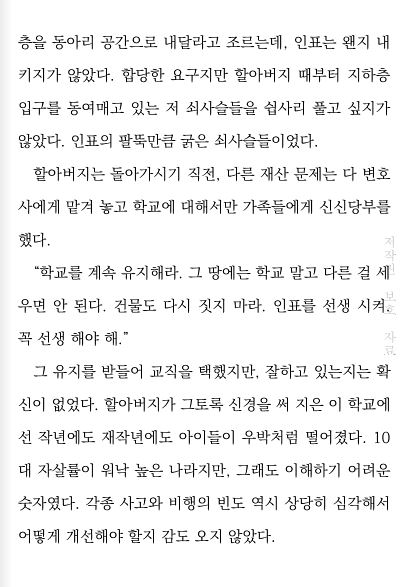 층을 동아리 공간으로 내달라고 조르는데, 인표는 왠지 내
키지가 않았다. 합당한 요구지만 할아버지 때부터 지하층
입구를 동여매고 있는 저 쇠사슬들을 쉽사리 풀고 싶지가
않았다. 인표의 팔뚝만큼 굵은 쇠사슬들이었다.
할아버지는 돌아가시기 직전, 다른 재산 문제는 다 변호
사에게 맡겨 놓고 학교에 대해서만 가족들에게 신신당부를
했다.
“학교를 계속 유지해라. 그 땅에는 학교 말고 다른 걸 세
우면 안 된다. 건물도 다시 짓지 마라. 인표를 선생 시켜.
꼭 선생 해야 해.”
그 유지를 받들어 교직을 택했지만, 잘하고 있는지는 확
신이 없었다. 할아버지가 그토록 신경을 써 지은 이 학교에
선 작년에도 재작년에도 아이들이 우박처럼 떨어졌다. 10
대 자살률이 워낙 높은 나라지만, 그래도 이해하기 어려운
숫자였다. 각종 사고와 비행의 빈도 역시 상당히 심각해서
어떻게 개선해야 할지 감도 오지 않았다.
저작권 보호 자료